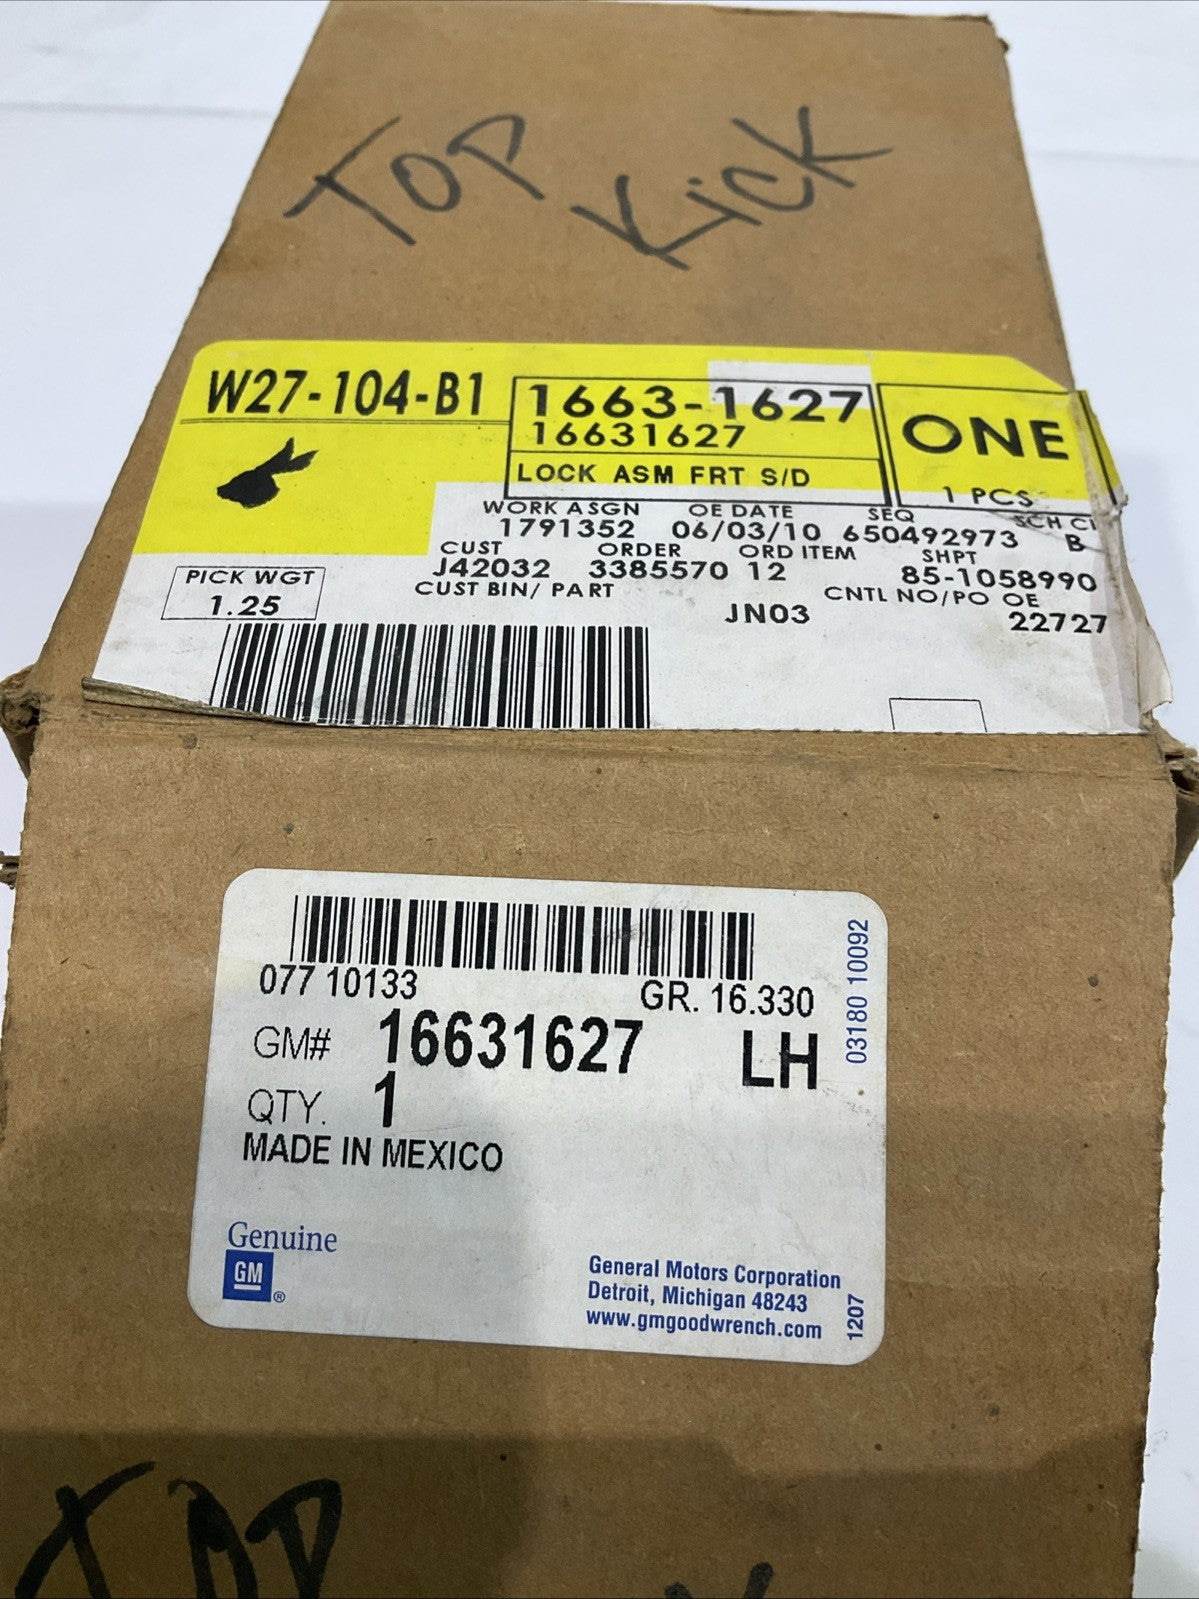 TOP
KiCK
W27-104-B1
1663-1627
16631627
LOCK ASM FRT S/D
ONE
1 PCS
WORK ASGN OE DATE SEQ SCH
1791352 06/03/10 650492973 B
CUST ORDER ORD ITEM SHPT
J42032 3385570 12 85-1058990
CUST BIN/ PART CNTL NO/PO OE
JN03 22727
PICK WGT
1.25
077 10133 GR. 16.330
GM# 16631627 LH
QTY. 1
MADE IN MEXICO
03180 10092
Genuine
GM ®
General Motors Corporation
Detroit, Michigan 48243
www.gmgoodwrench.com
1207
TOP